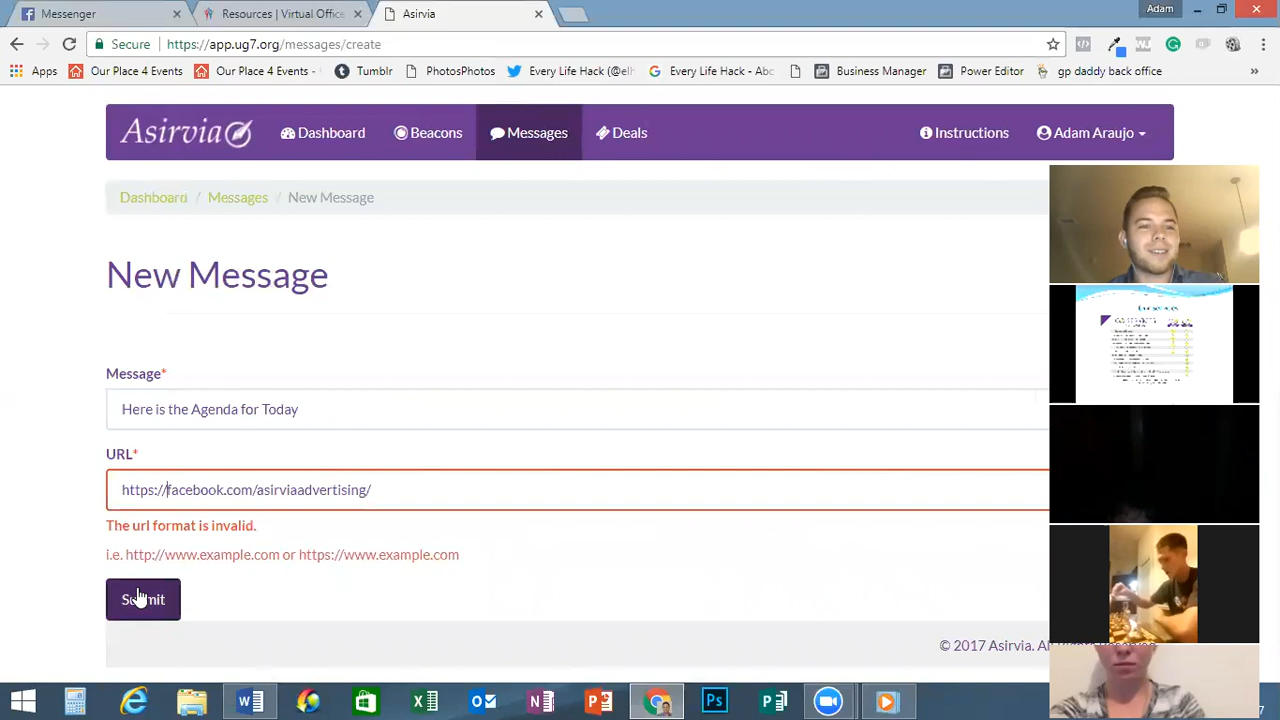 Messenger
Resources | Virtual Office
Asirvia
Adam
Secure
https://app.ug7.org/messages/create
Apps
Our Place 4 Events -
Our Place 4 Events -
Tumblr
PhotosPhotos
Every Life Hack (@elh
Every Life Hack - Abo
Business Manager
Power Editor
gp daddy back office
»
Asirvia
Dashboard
Beacons
Messages
Deals
Instructions
Adam Araujo
Dashboard / Messages / New Message
New Message
Message*
Here is the Agenda for Today
URL*
https://facebook.com/asirviaadvertising/
The url format is invalid.
i.e. http://www.example.com or https://www.example.com
Submit
© 2017 Asirvia.